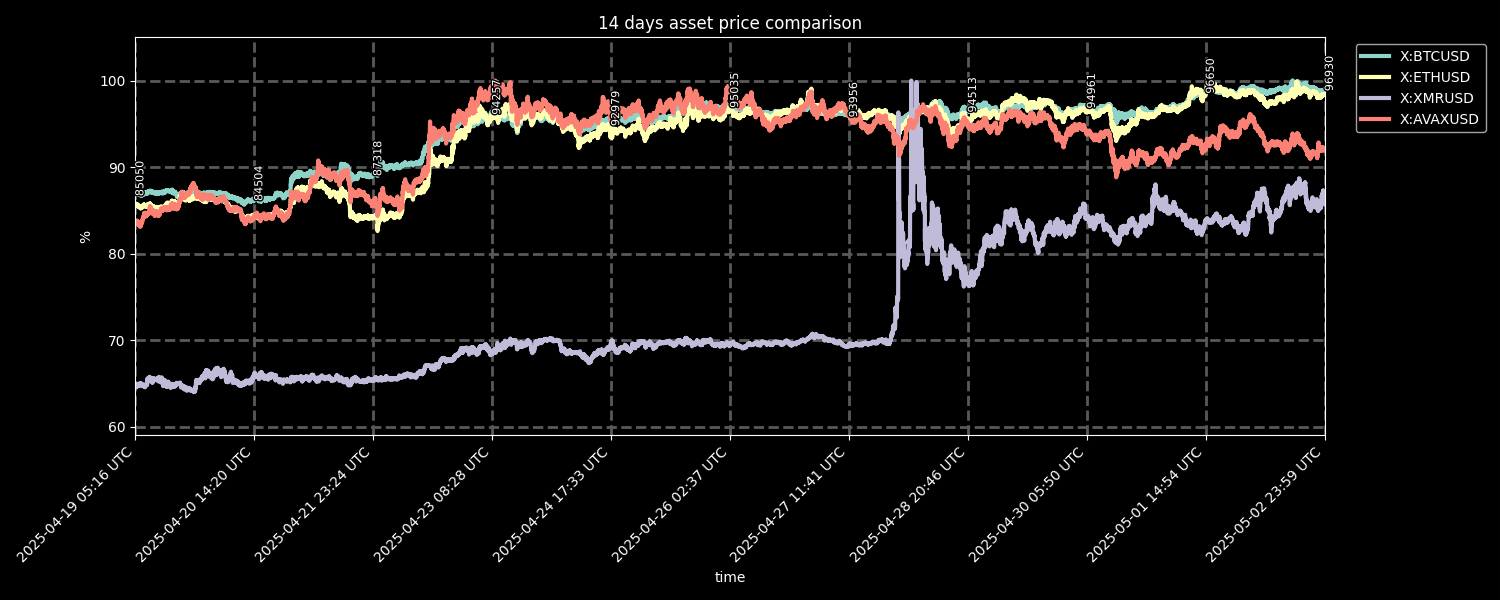 14 days asset price comparison
X:BTCUSD
X:ETHUSD
X:XMRUSD
X:AVAXUSD
100
90
80
70
60
%
85050
84504
87318
94257
92979
95035
93956
94513
94961
96650
96930
2025-04-19 05:16 UTC
2025-04-20 14:20 UTC
2025-04-21 23:24 UTC
2025-04-23 08:28 UTC
2025-04-24 17:33 UTC
2025-04-26 02:37 UTC
2025-04-27 11:41 UTC
2025-04-28 20:46 UTC
2025-04-30 05:50 UTC
2025-05-01 14:54 UTC
2025-05-02 23:59 UTC
time